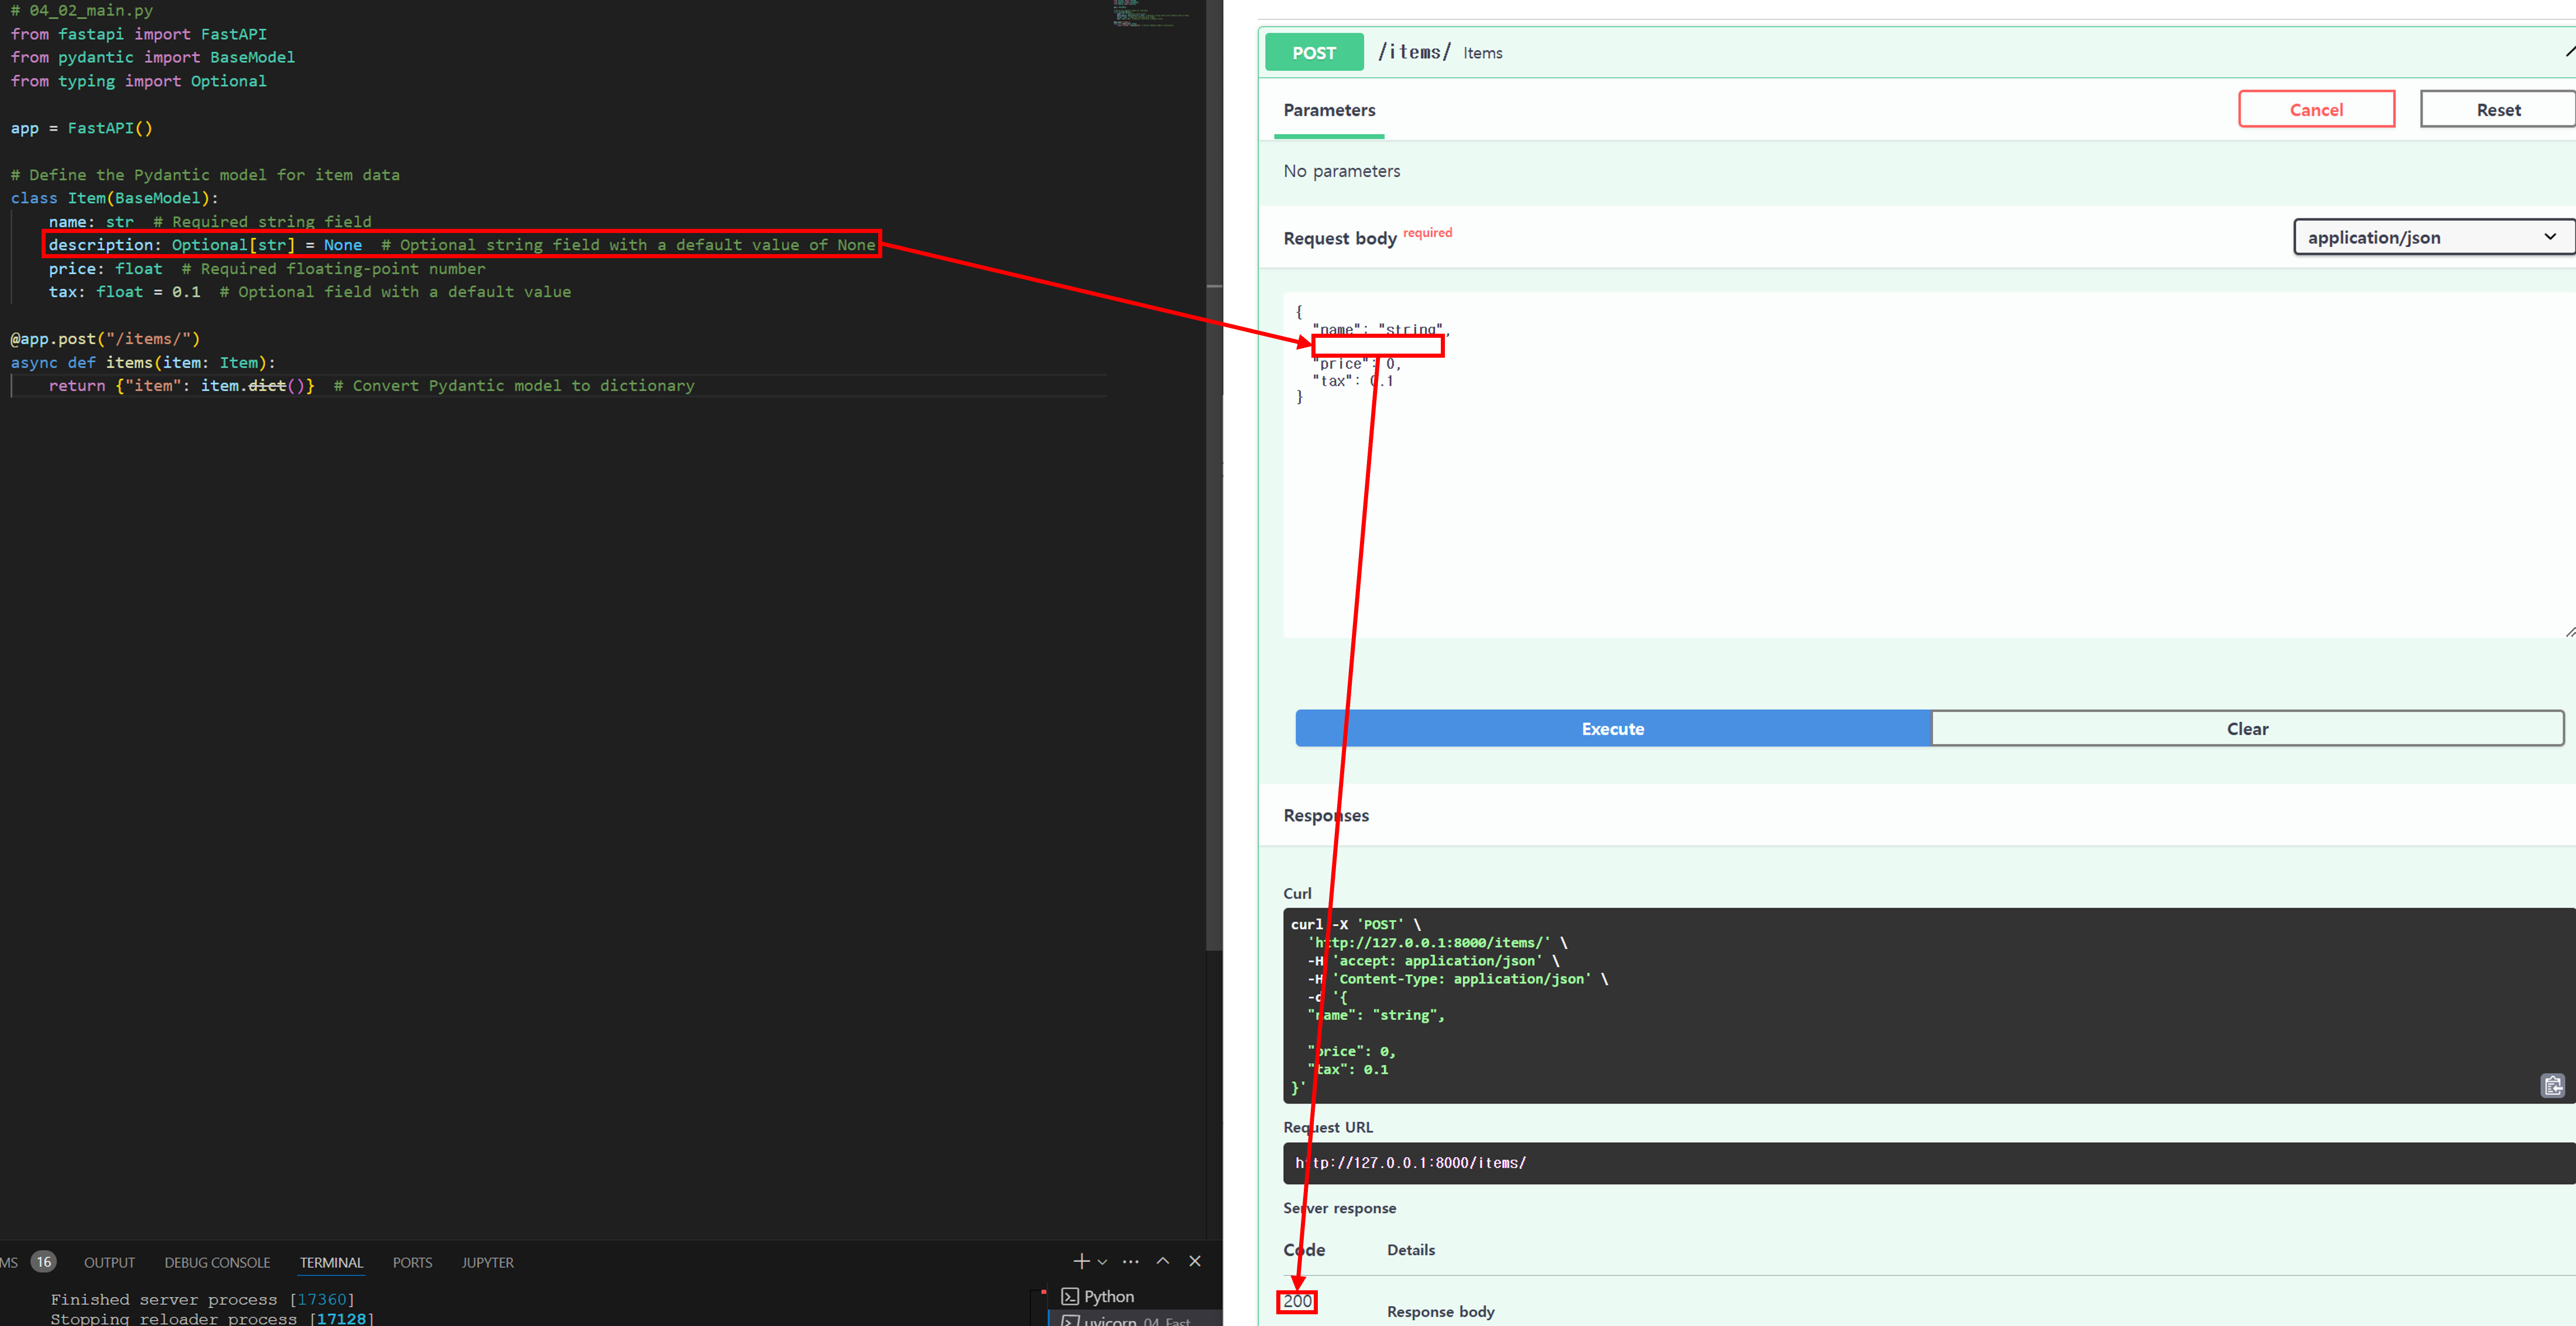 # 04_02_main.py
from fastapi import FastAPI
from pydantic import BaseModel
from typing import Optional
app = FastAPI()
# Define the Pydantic model for item data
class Item(BaseModel):
name: str  # Required string field
description: Optional[str] = None  # Optional string field with a default value of None
price: float  # Required floating-point number
tax: float = 0.1  # Optional field with a default value
@app.post("/items/")
async def items(item: Item):
return {"item": item.dict()}  # Convert Pydantic model to dictionary
MS 16 OUTPUT DEBUG CONSOLE TERMINAL PORTS JUPYTER
Finished server process [17360]
Stopping reloader process [17128]
Python
uvicorn 04_Fast...
POST /items/ Items
Parameters
Cancel
Reset
No parameters
Request body required
application/json
{
"name": "string",
"price": 0,
"tax": 0.1
}
Execute
Clear
Responses
Curl
curl -X 'POST' \
'http://127.0.0.1:8000/items/' \
-H 'accept: application/json' \
-H 'Content-Type: application/json' \
-d '{
"name": "string",
"price": 0,
"tax": 0.1
}'
Request URL
http://127.0.0.1:8000/items/
Server response
Code Details
200
Response body